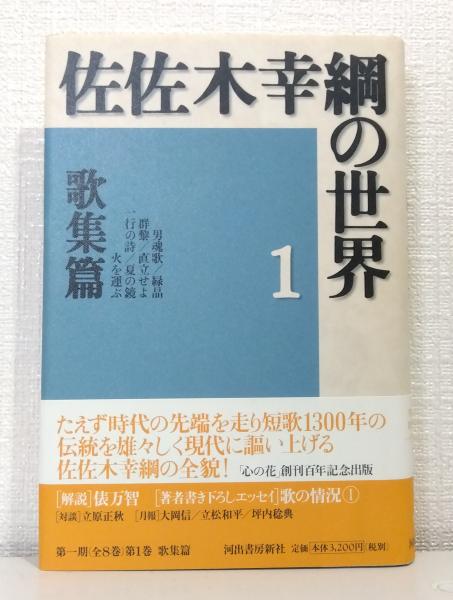 佐佐木幸綱の世界
1
歌集篇
男魂歌/緑晶
群黎/直立せよ
一行の詩/夏の鏡
火を運ぶ
たえず時代の先端を走り短歌1300年の
伝統を雄々しく現代に謳い上げる
佐佐木幸綱の全貌! 「心の花」創刊百年記念出版
[解説]俵万智 [著者書き下ろしエッセイ]歌の情況①
[対談]立原正秋 [月報]大岡信/立松和平/坪内稔典
第一期(全8巻)第1巻 歌集篇 河出書房新社 定価 本体3,200円(税別)